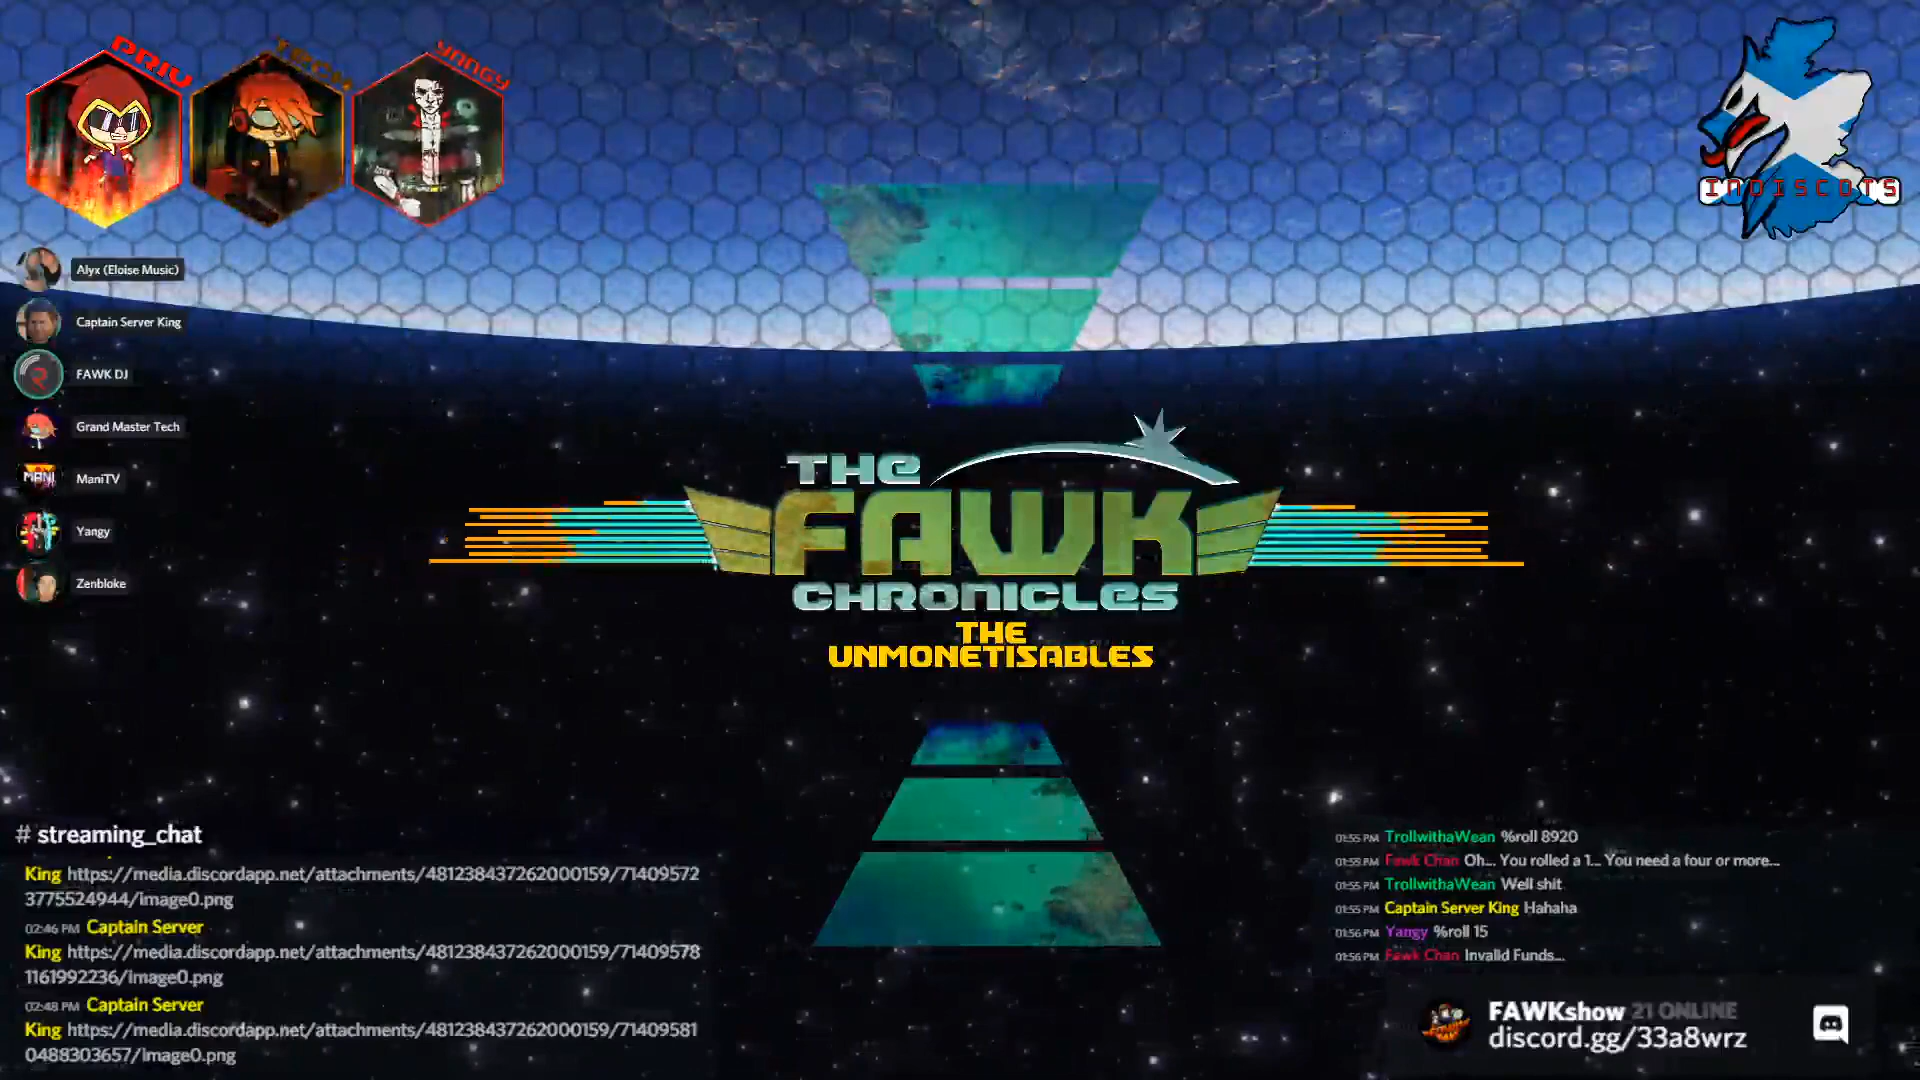 DRIV
TECH
YANGY
INDISCOTS
Alyx (Eloise Music)
Captain Server King
FAWK DJ
Grand Master Tech
MANI
ManiTV
Yangy
Zenbloke
THE
FAWK
CHRONICLES
THE
UNMONETISABLES
# streaming_chat
King https://media.discordapp.net/attachments/481238437262000159/71409572
3775524944/image0.png
02:46 PM Captain Server
King https://media.discordapp.net/attachments/481238437262000159/71409578
1161992236/image0.png
02:48 PM Captain Server
King https://media.discordapp.net/attachments/481238437262000159/71409581
0488303657/image0.png
01:55 PM TrollwithaWean %roll 8920
01:55 PM Fawk Chan Oh... You rolled a 1... You need a four or more...
01:55 PM TrollwithaWean Well shit
01:55 PM Captain Server King Hahaha
01:56 PM Yangy %roll 15
01:56 PM Fawk Chan Invalid Funds...
FAWKshow 21 ONLINE
discord.gg/33a8wrz